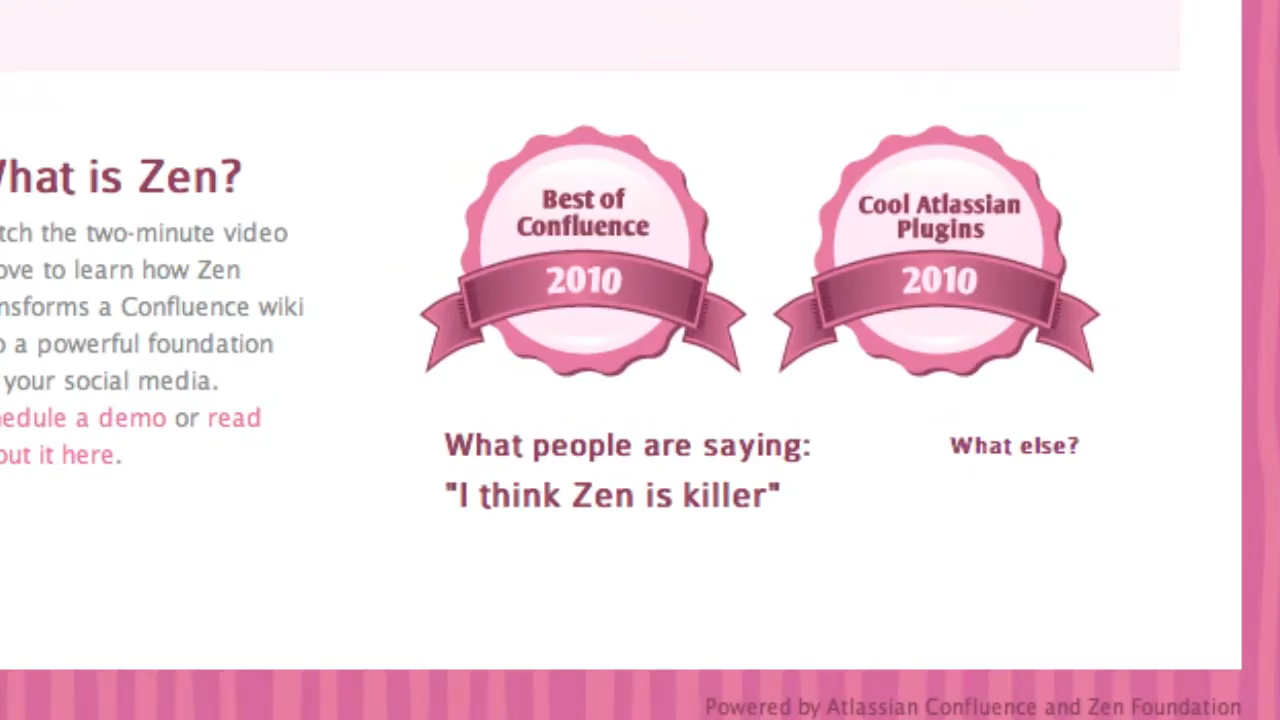 What is Zen?
tch the two-minute video
ove to learn how Zen
nsforms a Confluence wiki
o a powerful foundation
your social media.
edule a demo or read
out it here.
Best of
Confluence
2010
Cool Atlassian
Plugins
2010
What people are saying:
"I think Zen is killer"
What else?
Powered by Atlassian Confluence and Zen Foundation